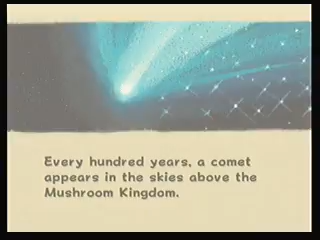 Every hundred years, a comet
appears in the skies above the
Mushroom Kingdom.